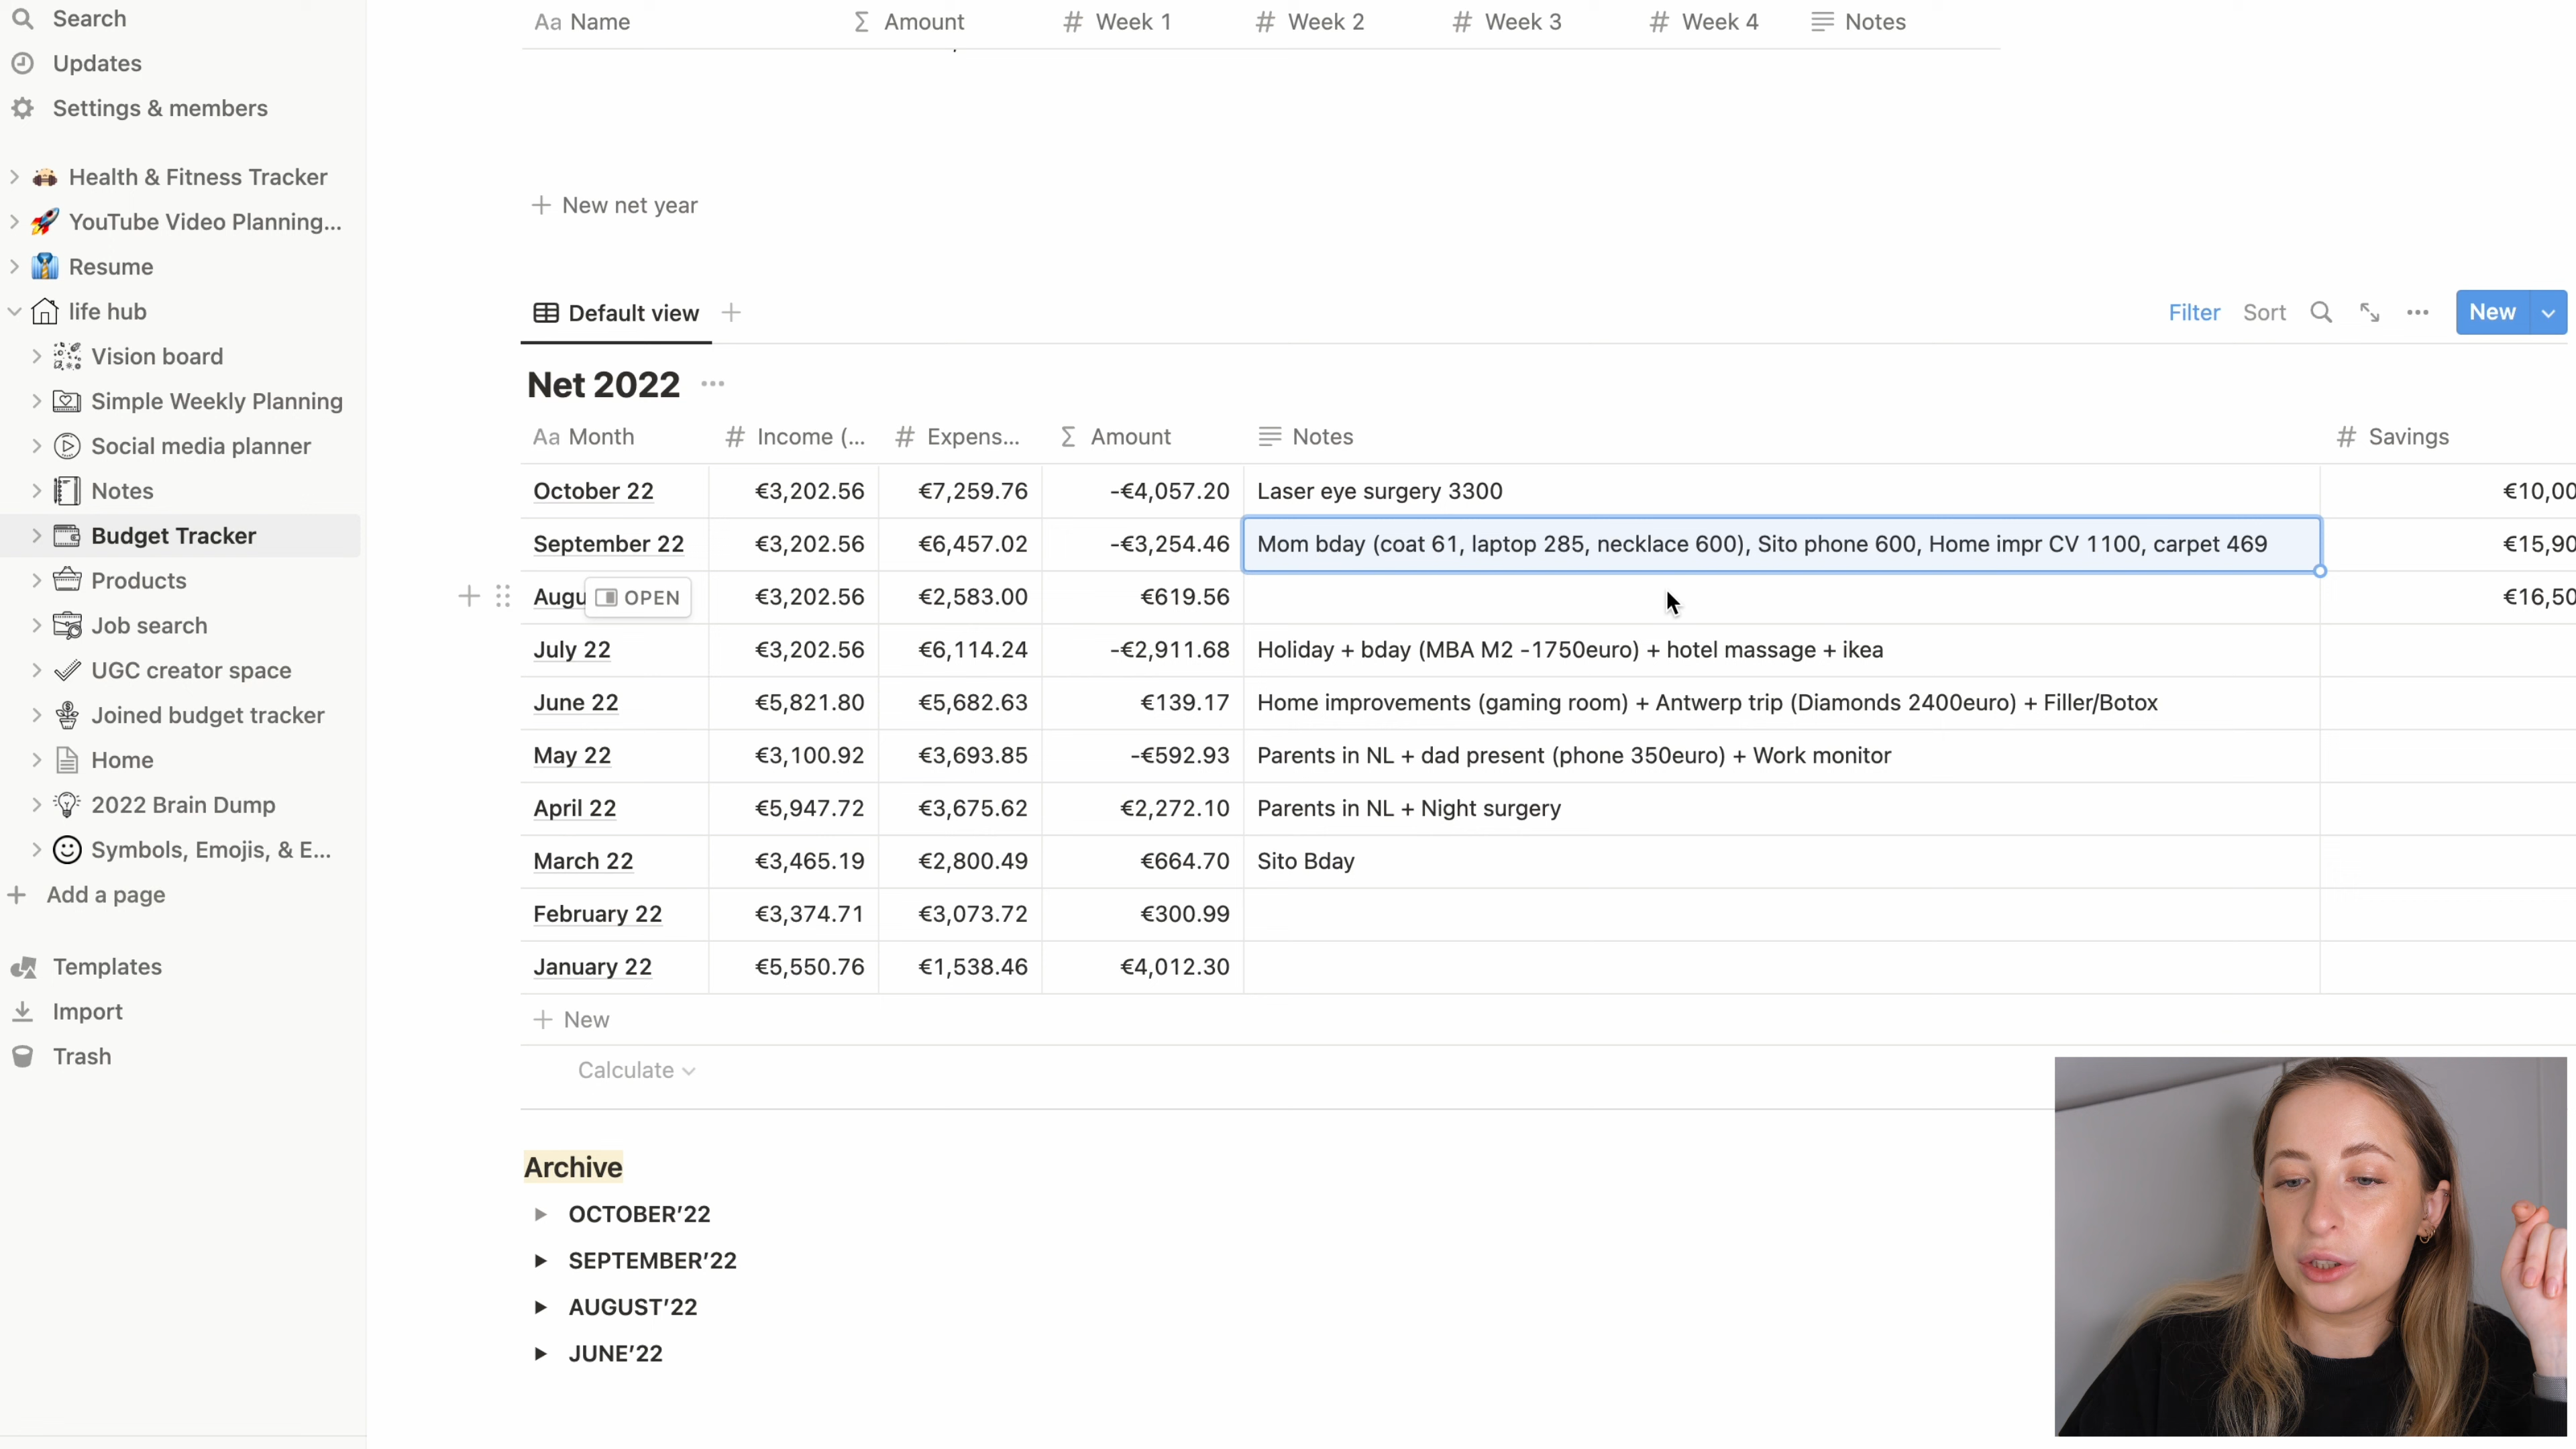 Search
Updates
Settings & members
Health & Fitness Tracker
YouTube Video Planning...
Resume
life hub
Vision board
Simple Weekly Planning
Social media planner
Notes
Budget Tracker
Products
Job search
UGC creator space
Joined budget tracker
Home
2022 Brain Dump
Symbols, Emojis, & E...
Add a page
Templates
Import
Trash
Aa Name Σ Amount # Week 1 # Week 2 # Week 3 # Week 4 Notes
+ New net year
Default view +
Filter Sort ... New
Net 2022 ...
Aa Month # Income (... # Expens... Σ Amount Notes # Savings
October 22 €3,202.56 €7,259.76 -€4,057.20 Laser eye surgery 3300 €10,00
September 22 €3,202.56 €6,457.02 -€3,254.46 Mom bday (coat 61, laptop 285, necklace 600), Sito phone 600, Home impr CV 1100, carpet 469 €15,90
Augu OPEN €3,202.56 €2,583.00 €619.56 €16,50
July 22 €3,202.56 €6,114.24 -€2,911.68 Holiday + bday (MBA M2 -1750euro) + hotel massage + ikea
June 22 €5,821.80 €5,682.63 €139.17 Home improvements (gaming room) + Antwerp trip (Diamonds 2400euro) + Filler/Botox
May 22 €3,100.92 €3,693.85 -€592.93 Parents in NL + dad present (phone 350euro) + Work monitor
April 22 €5,947.72 €3,675.62 €2,272.10 Parents in NL + Night surgery
March 22 €3,465.19 €2,800.49 €664.70 Sito Bday
February 22 €3,374.71 €3,073.72 €300.99
January 22 €5,550.76 €1,538.46 €4,012.30
+ New
Calculate
Archive
OCTOBER'22
SEPTEMBER'22
AUGUST'22
JUNE'22